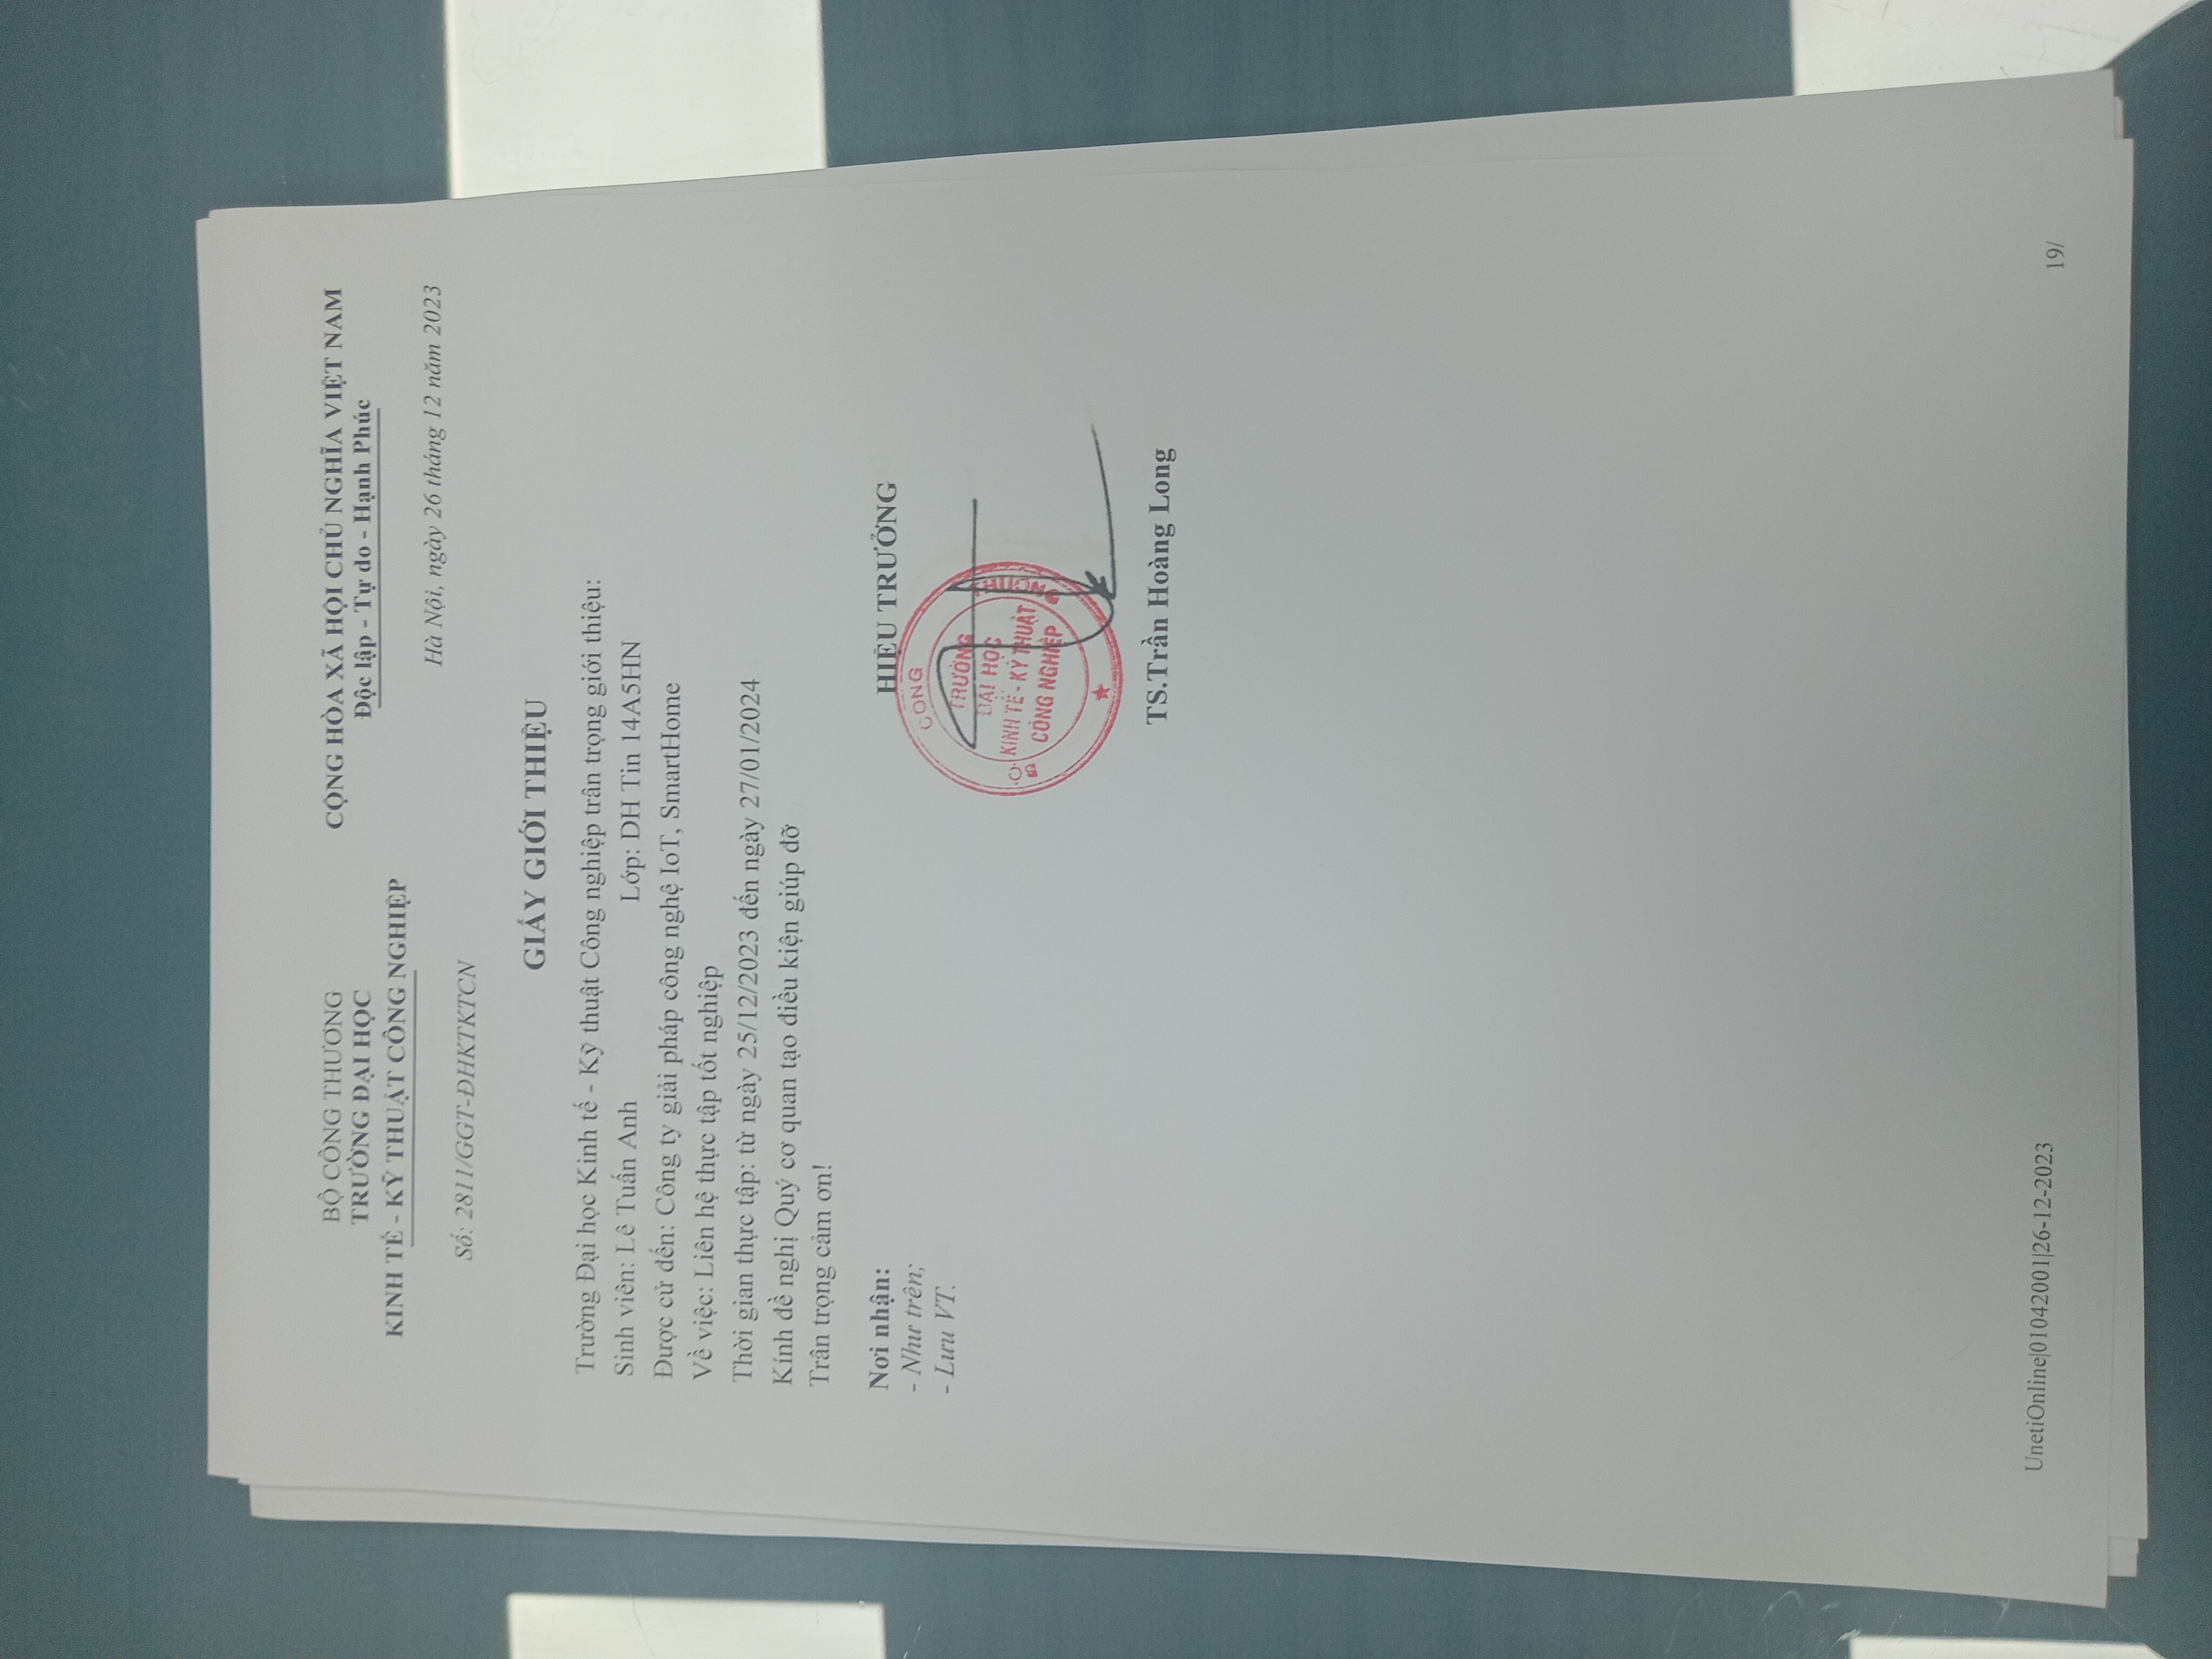 BỘ CÔNG THƯƠNG
TRƯỜNG ĐẠI HỌC
KINH TẾ - KỸ THUẬT CÔNG NGHIỆP
Số: 2811/GGT-ĐHKTKTCN
CỘNG HÒA XÃ HỘI CHỦ NGHĨA VIỆT NAM
Độc lập - Tự do - Hạnh Phúc
Hà Nội, ngày 26 tháng 12 năm 2023
GIẤY GIỚI THIỆU
Trường Đại học Kinh tế - Kỹ thuật Công nghiệp trân trọng giới thiệu:
Sinh viên: Lê Tuấn Anh Lớp: DH Tin 14A5HN
Được cử đến: Công ty giải pháp công nghệ IoT, SmartHome
Về việc: Liên hệ thực tập tốt nghiệp
Thời gian thực tập: từ ngày 25/12/2023 đến ngày 27/01/2024
Kính đề nghị Quý cơ quan tạo điều kiện giúp đỡ
Trân trọng cảm ơn!
Nơi nhận:
- Như trên;
- Lưu VT.
HIỆU TRƯỞNG
BỘ CÔNG THƯƠNG
TRƯỜNG
ĐẠI HỌC
KINH TẾ - KỸ THUẬT
CÔNG NGHIỆP
TS.Trần Hoàng Long
UnetiOnline|01042001|26-12-2023
19/